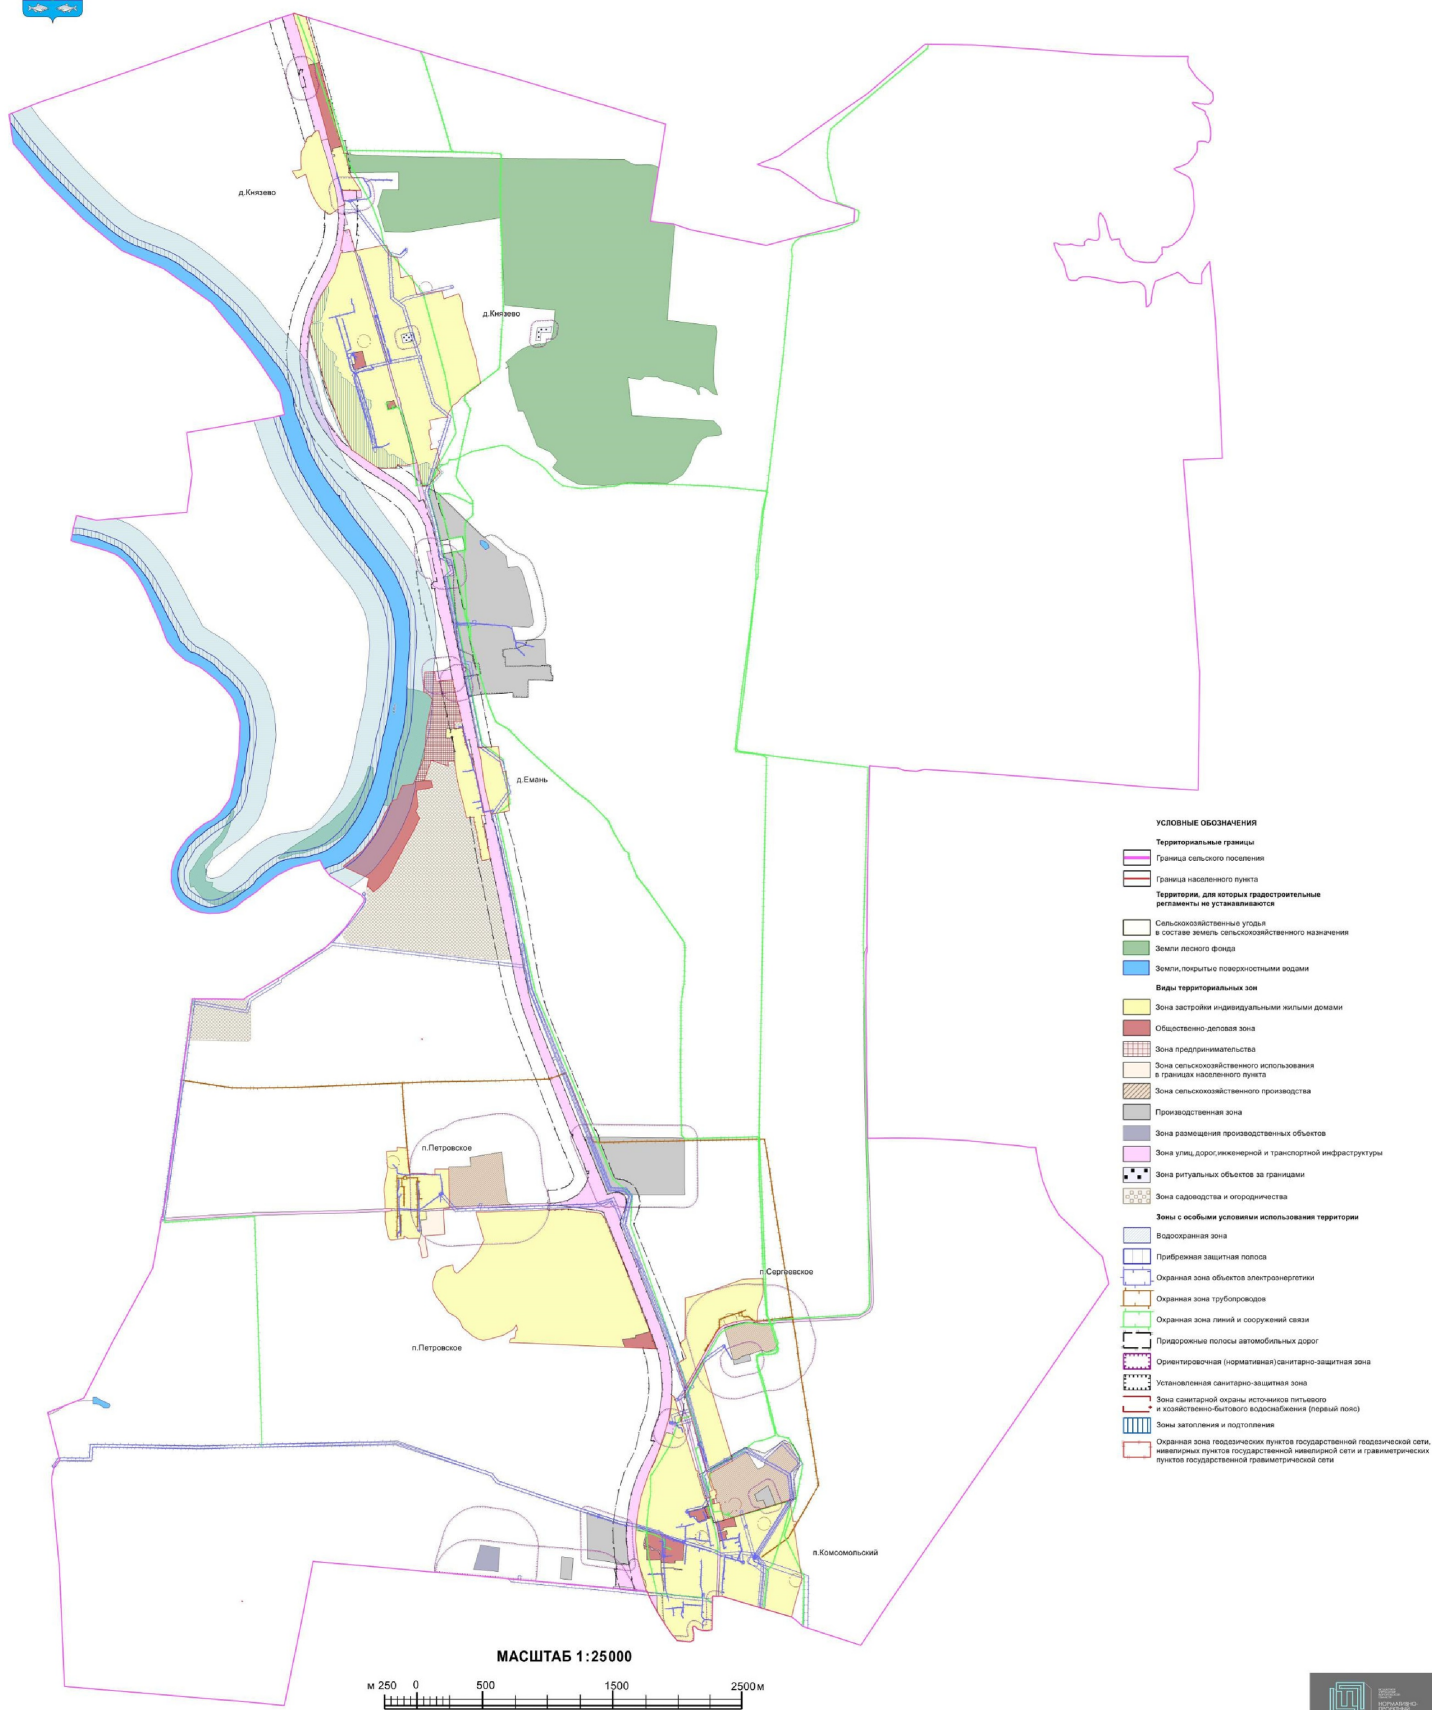 д.Князево
д.Князево
д.Емань
п.Петровское
п.Петровское
п.Сергеевское
п.Комсомольский
УСЛОВНЫЕ ОБОЗНАЧЕНИЯ
Территориальные границы
Граница сельского поселения
Граница населенного пункта
Территории, для которых градостроительные
регламенты не устанавливаются
Сельскохозяйственные угодья
в составе земель сельскохозяйственного назначения
Земли лесного фонда
Земли,покрытые поверхностными водами
Виды территориальных зон
Зона застройки индивидуальными жилыми домами
Общественно-деловая зона
Зона предпринимательства
Зона сельскохозяйственного использования
в границах населенного пункта
Зона сельскохозяйственного производства
Производственная зона
Зона размещения производственных объектов
Зона улиц,дорог,инженерной и транспортной инфраструктуры
Зона ритуальных объектов за границами
Зона садоводства и огородничества
Зоны с особыми условиями использования территории
Водоохранная зона
Прибрежная защитная полоса
Охранная зона объектов электроэнергетики
Охранная зона трубопроводов
Охранная зона линий и сооружений связи
Придорожные полосы автомобильных дорог
Ориентировочная (нормативная)санитарно-защитная зона
Установленная санитарно-защитная зона
Зона санитарной охраны источников питьевого
и хозяйственно-бытового водоснабжения (первый пояс)
Зоны затопления и подтопления
Охранная зона геодезических пунктов государственной геодезической сети,
нивелирных пунктов государственной нивелирной сети и гравиметрических
пунктов государственной гравиметрической сети
МАСШТАБ 1:25000
м 250 0 500 1500 2500м
НОРМАТИВНО-